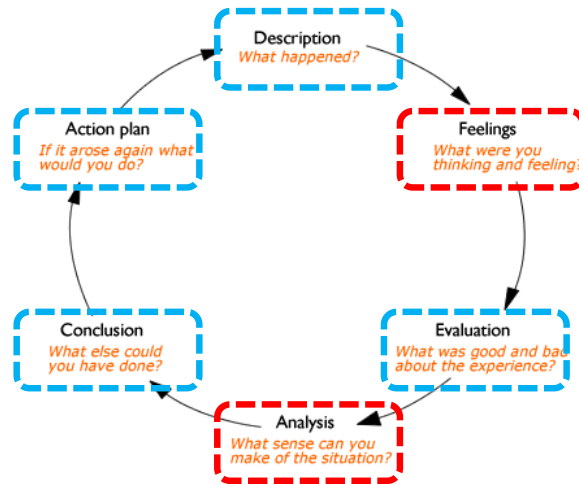 Description
What happened?
Feelings
What were you
thinking and feeling?
Evaluation
What was good and bad
about the experience?
Analysis
What sense can you
make of the situation?
Conclusion
What else could
you have done?
Action plan
If it arose again what
would you do?